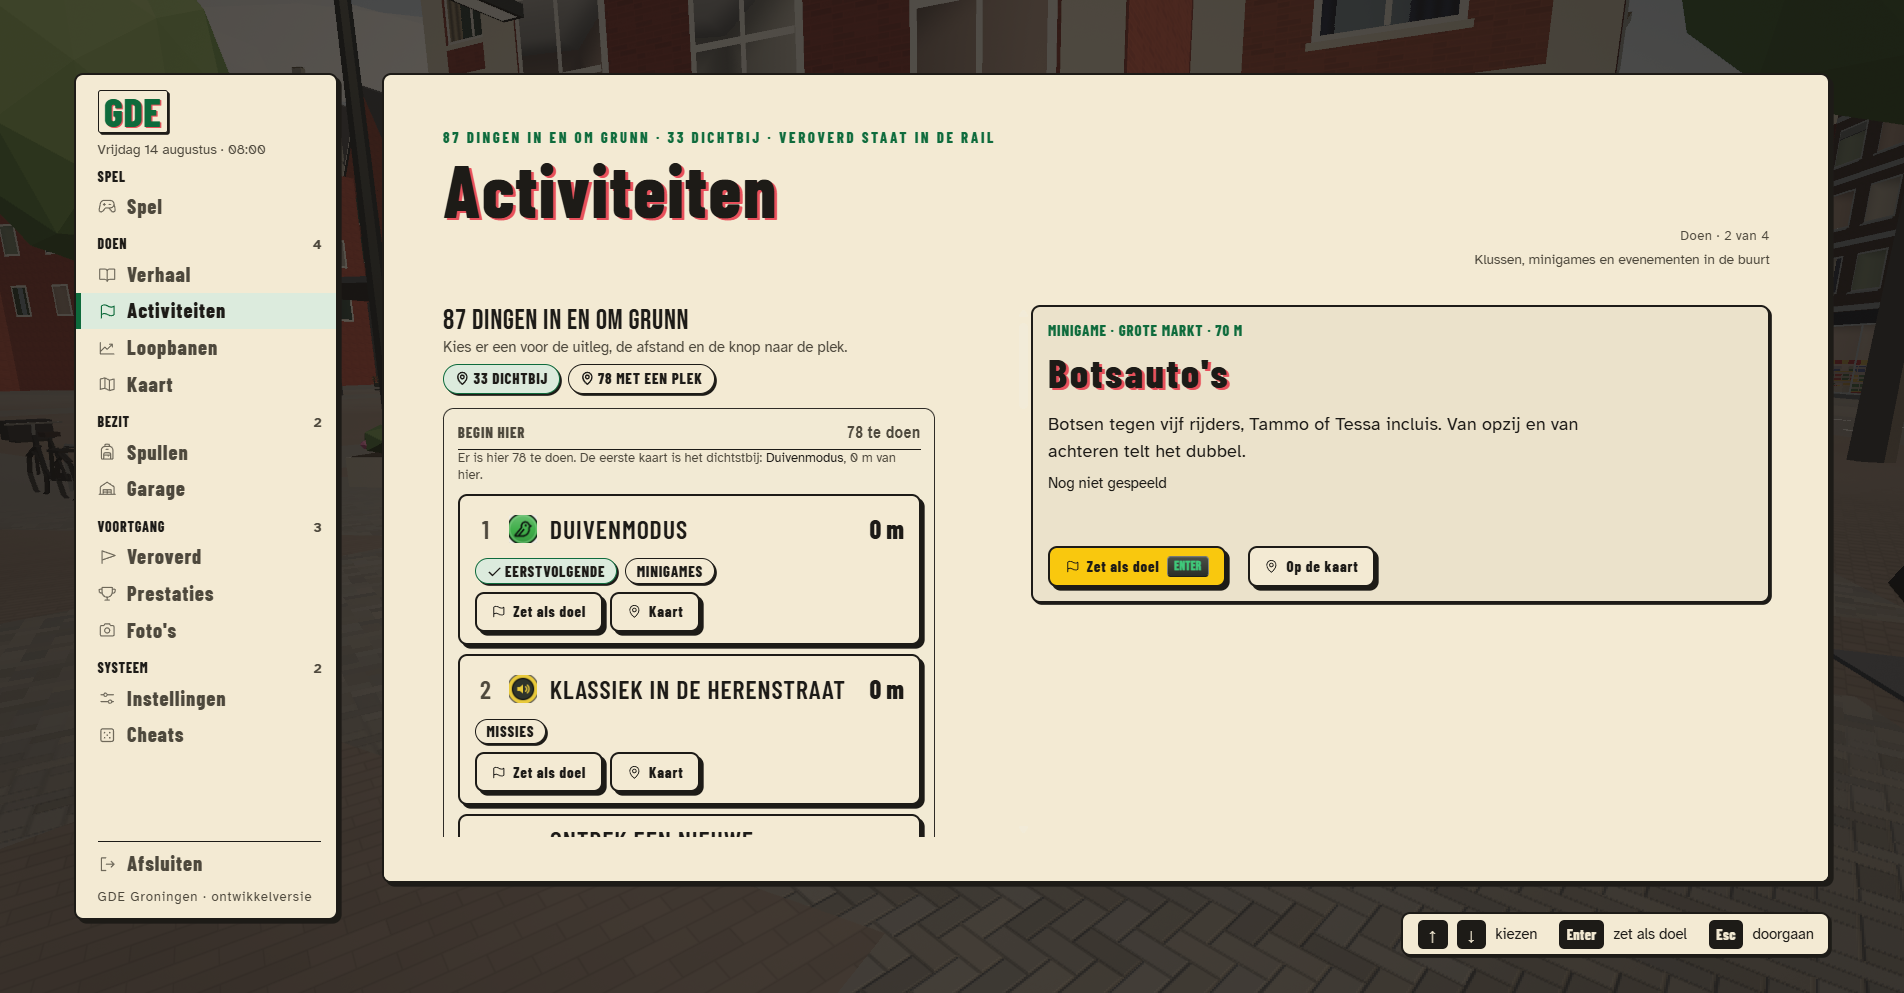 GDE
Vrijdag 14 augustus · 08:00
SPEL
Spel
DOEN 4
Verhaal
Activiteiten
Loopbanen
Kaart
BEZIT 2
Spullen
Garage
VOORTGANG 3
Veroverd
Prestaties
Foto's
SYSTEEM 2
Instellingen
Cheats
Afsluiten
GDE Groningen · ontwikkelversie
87 DINGEN IN EN OM GRUNN · 33 DICHTBIJ · VEROVERD STAAT IN DE RAIL
Activiteiten
Doen · 2 van 4
Klussen, minigames en evenementen in de buurt
87 DINGEN IN EN OM GRUNN
Kies er een voor de uitleg, de afstand en de knop naar de plek.
33 DICHTBIJ 78 MET EEN PLEK
BEGIN HIER 78 te doen
Er is hier 78 te doen. De eerste kaart is het dichtstbij: Duivenmodus, 0 m van
hier.
1 DUIVENMODUS 0 m
EERSTVOLGENDE MINIGAMES
Zet als doel Kaart
2 KLASSIEK IN DE HERENSTRAAT 0 m
MISSIES
Zet als doel Kaart
ONTDEK EEN NIEUWE
MINIGAME · GROTE MARKT · 70 M
Botsauto's
Botsen tegen vijf rijders, Tammo of Tessa incluis. Van opzij en van
achteren telt het dubbel.
Nog niet gespeeld
Zet als doel ENTER Op de kaart
↑ ↓ kiezen Enter zet als doel Esc doorgaan